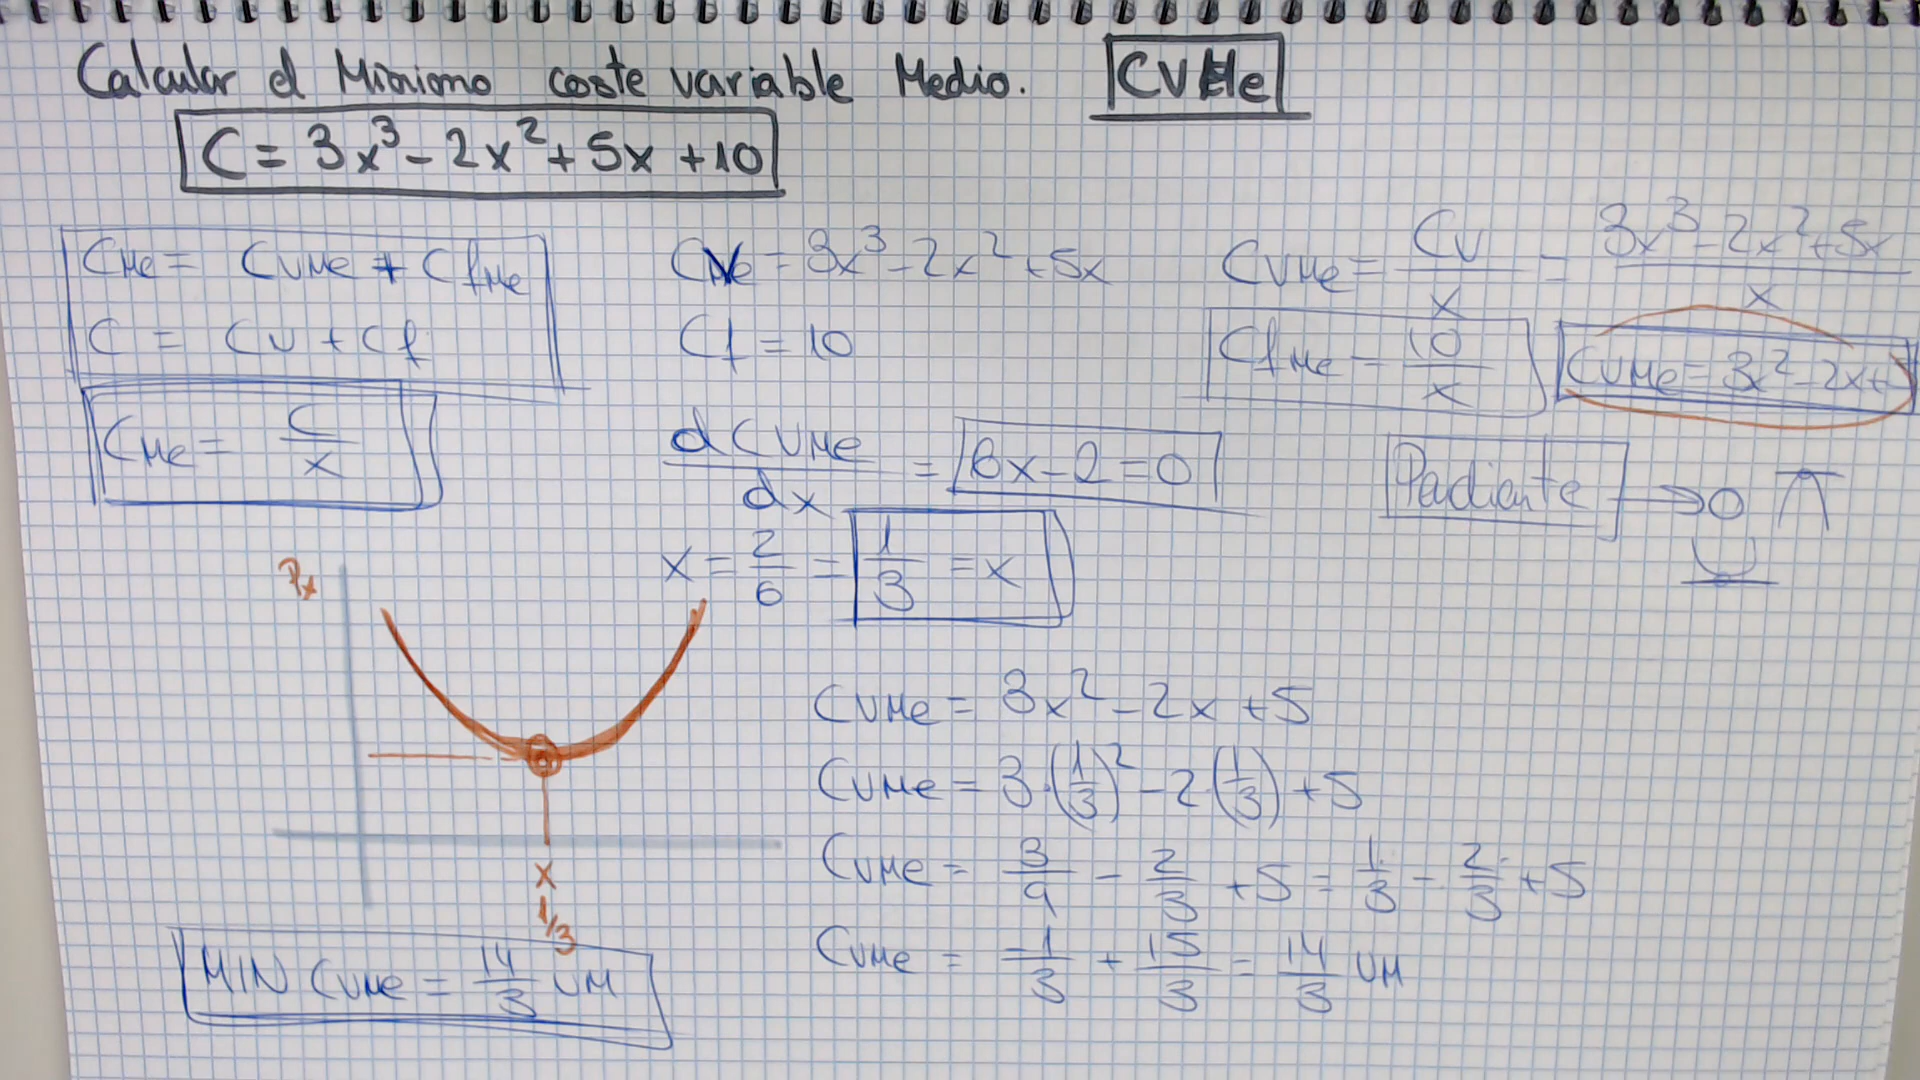 Calcular el Mínimo coste variable Medio. CVMe
C = 3x³ - 2x² + 5x + 10
CMe = CVMe + CfMe
C = CV + Cf
CMe = C/x
CV = 3x³ - 2x² + 5x
Cf = 10
CVMe = CV/x = 3x³ - 2x² + 5x/x
CfMe = 10/x
CVMe = 3x² - 2x +
dCVMe/dx = 6x - 2 = 0
x = 2/6 = 1/3 = x
Pendiente → 0
Px
x
1/3
CVMe = 3x² - 2x + 5
CVMe = 3·(1/3)² - 2(1/3) + 5
CVMe = 3/9 - 2/3 + 5 = 1/3 - 2/3 + 5
CVMe = -1/3 + 15/3 = 14/3 UM
MIN CVMe = 14/3 UM